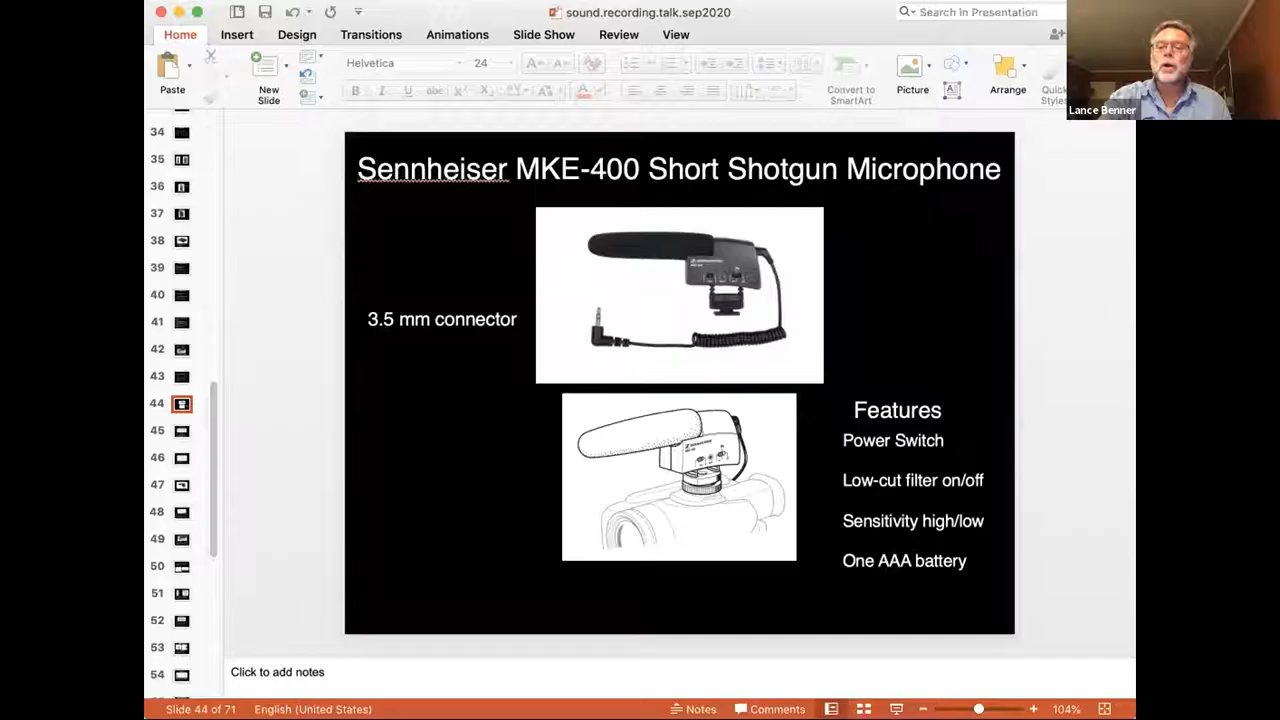 sound.recording.talk.sep2020
Search in Presentation
Home
Insert
Design
Transitions
Animations
Slide Show
Review
View
Paste
New
Slide
Helvetica
24
Convert to
SmartArt
Picture
Arrange
Quick
Styles
Lance Benner
34
35
36
37
38
39
40
41
42
43
44
45
46
47
48
49
50
51
52
53
54
Sennheiser MKE-400 Short Shotgun Microphone
3.5 mm connector
Features
Power Switch
Low-cut filter on/off
Sensitivity high/low
One AAA battery
Click to add notes
Slide 44 of 71
English (United States)
Notes
Comments
104%